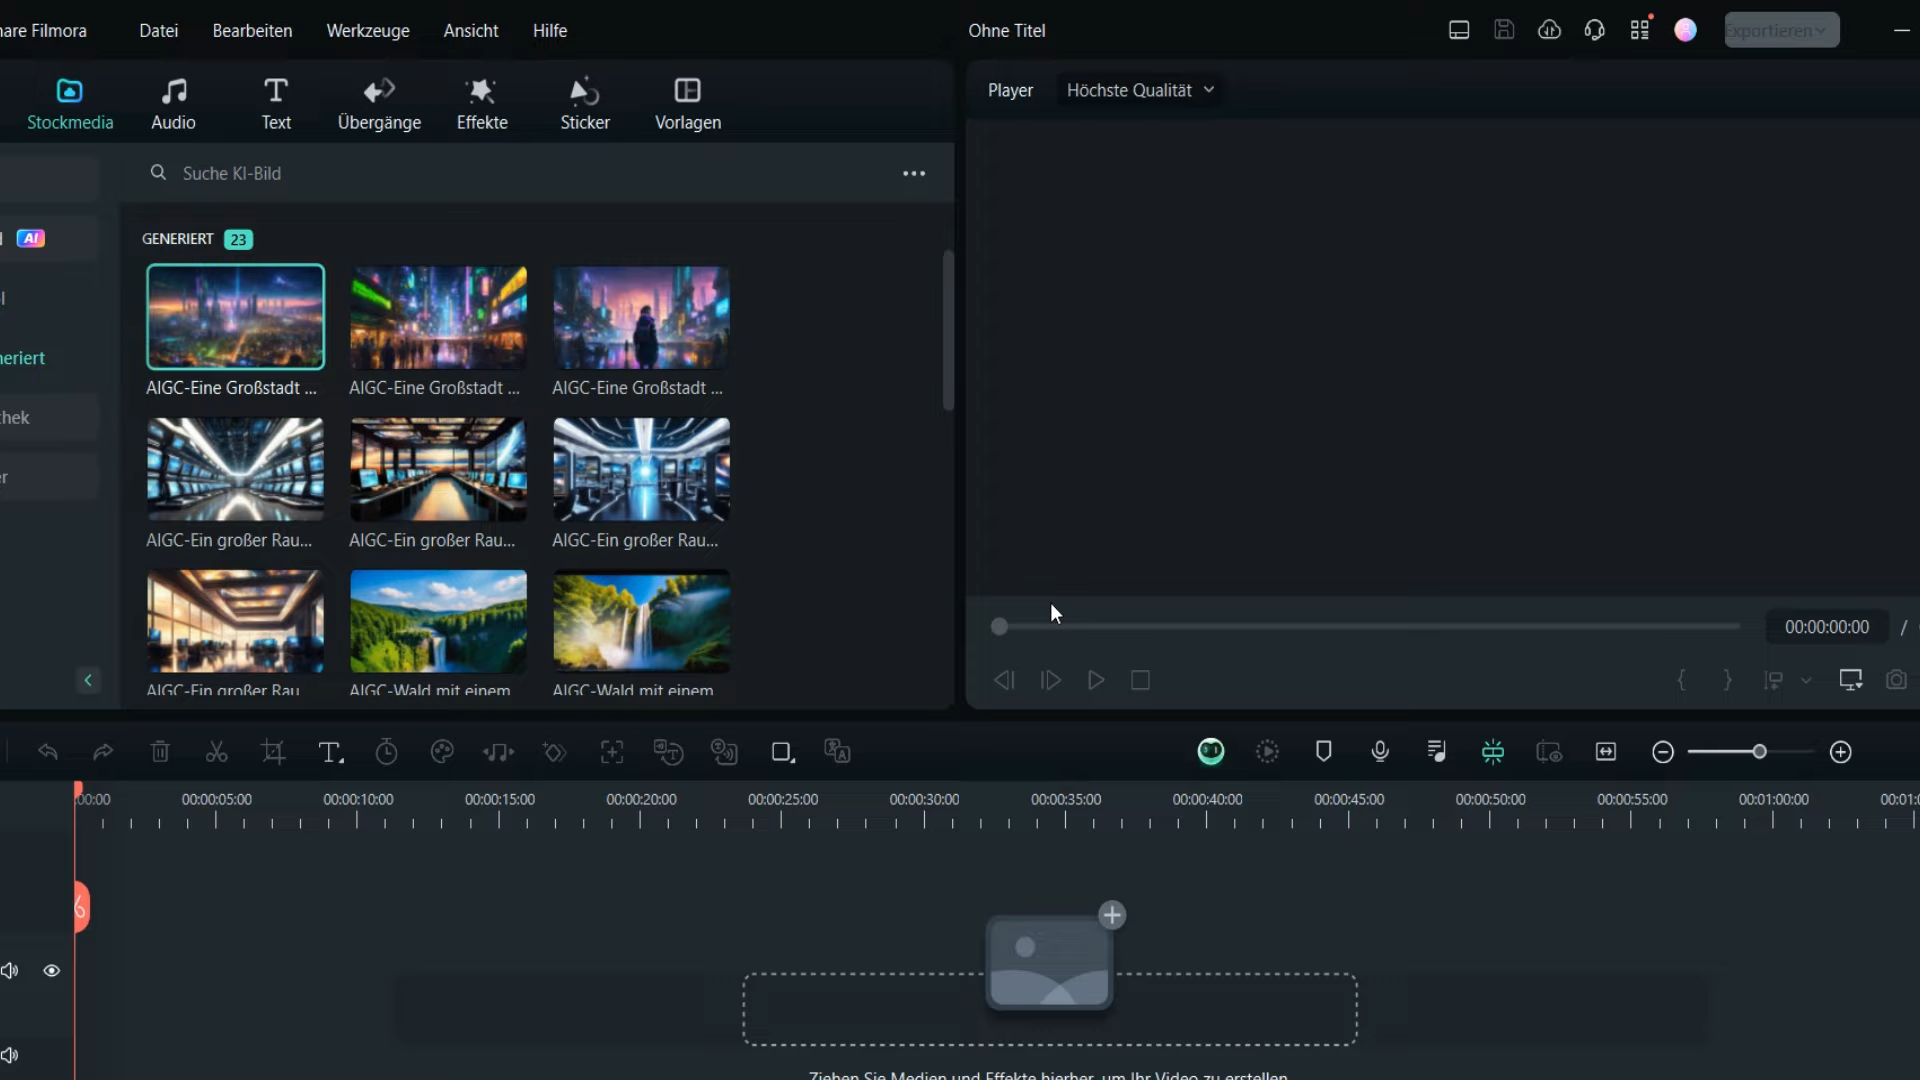 are Filmora Datei Bearbeiten Werkzeuge Ansicht Hilfe Ohne Titel Exportieren
Stockmedia Audio Text Übergänge Effekte Sticker Vorlagen
Player Höchste Qualität
Suche KI-Bild
AI
GENERIERT 23
neriert
AIGC-Eine Großstadt ... AIGC-Eine Großstadt ... AIGC-Eine Großstadt ...
thek
er
AIGC-Ein großer Rau... AIGC-Ein großer Rau... AIGC-Ein großer Rau...
00:00:00:00 /
AIGC-Ein großer Rau AIGC-Wald mit einem AIGC-Wald mit einem
:00:00 00:00:05:00 00:00:10:00 00:00:15:00 00:00:20:00 00:00:25:00 00:00:30:00 00:00:35:00 00:00:40:00 00:00:45:00 00:00:50:00 00:00:55:00 00:01:00:00 00:01:0
Ziehen Sie Medien und Effekte hierher, um Ihr Video zu erstellen